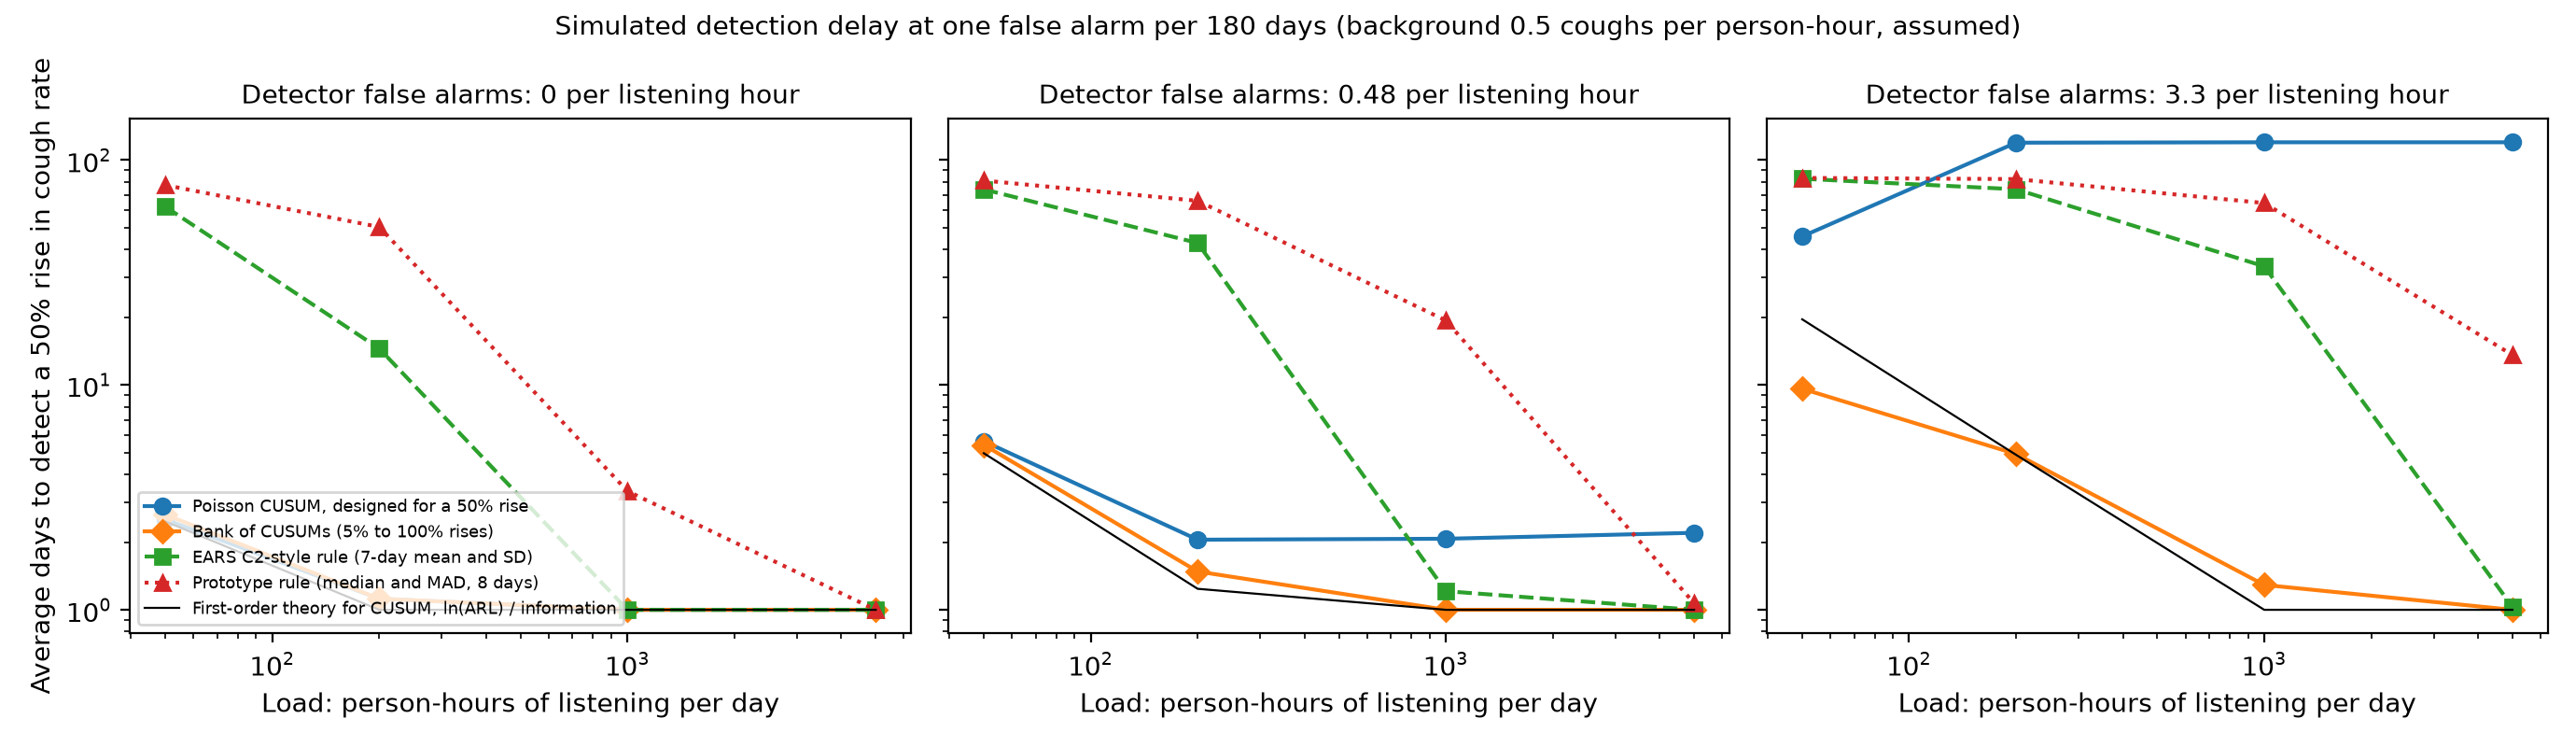 Simulated detection delay at one false alarm per 180 days (background 0.5 coughs per person-hour, assumed)
Average days to detect a 50% rise in cough rate
Detector false alarms: 0 per listening hour
10²
10¹
10⁰
Poisson CUSUM, designed for a 50% rise
Bank of CUSUMs (5% to 100% rises)
EARS C2-style rule (7-day mean and SD)
Prototype rule (median and MAD, 8 days)
First-order theory for CUSUM, ln(ARL) / information
10² 10³
Load: person-hours of listening per day
Detector false alarms: 0.48 per listening hour
10² 10³
Load: person-hours of listening per day
Detector false alarms: 3.3 per listening hour
10² 10³
Load: person-hours of listening per day